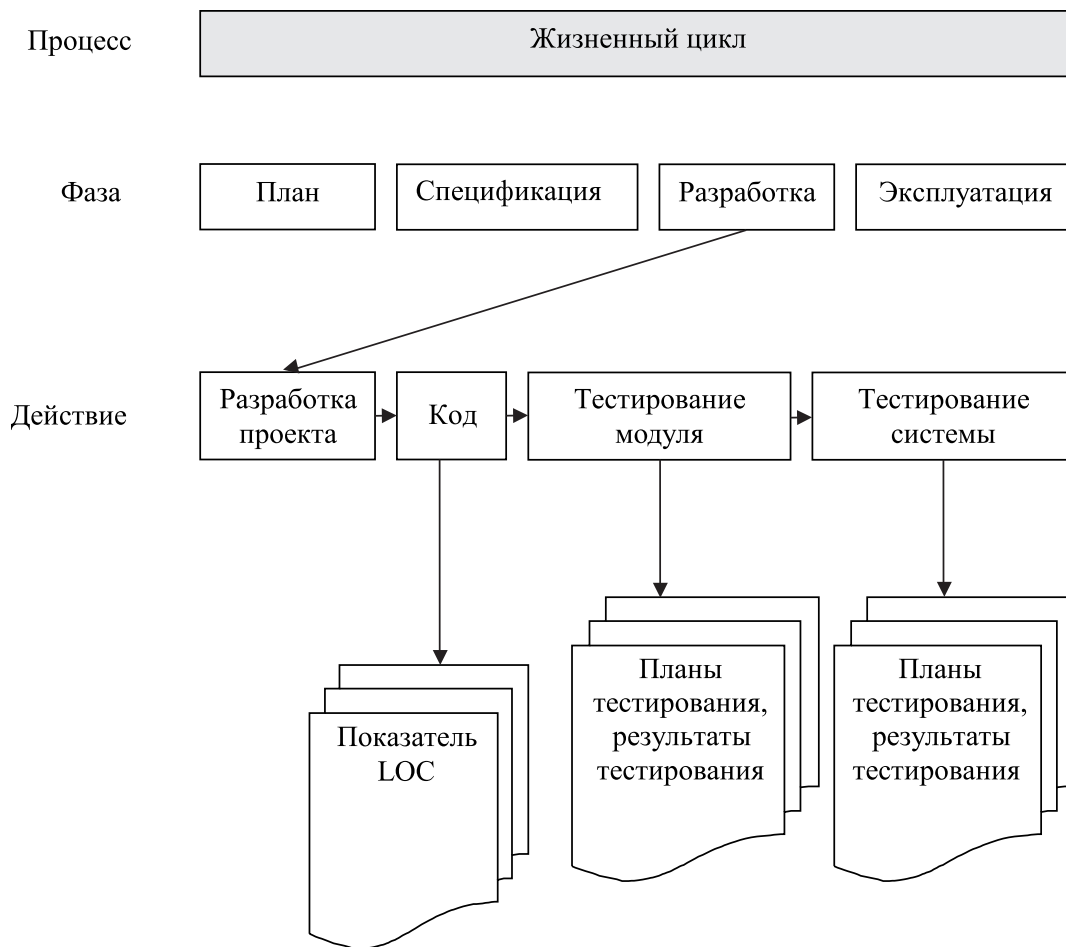 Процесс
Жизненный цикл
Фаза
План
Спецификация
Разработка
Эксплуатация
Действие
Разработка
проекта
Код
Тестирование
модуля
Тестирование
системы
Показатель
LOC
Планы
тестирования,
результаты
тестирования
Планы
тестирования,
результаты
тестирования